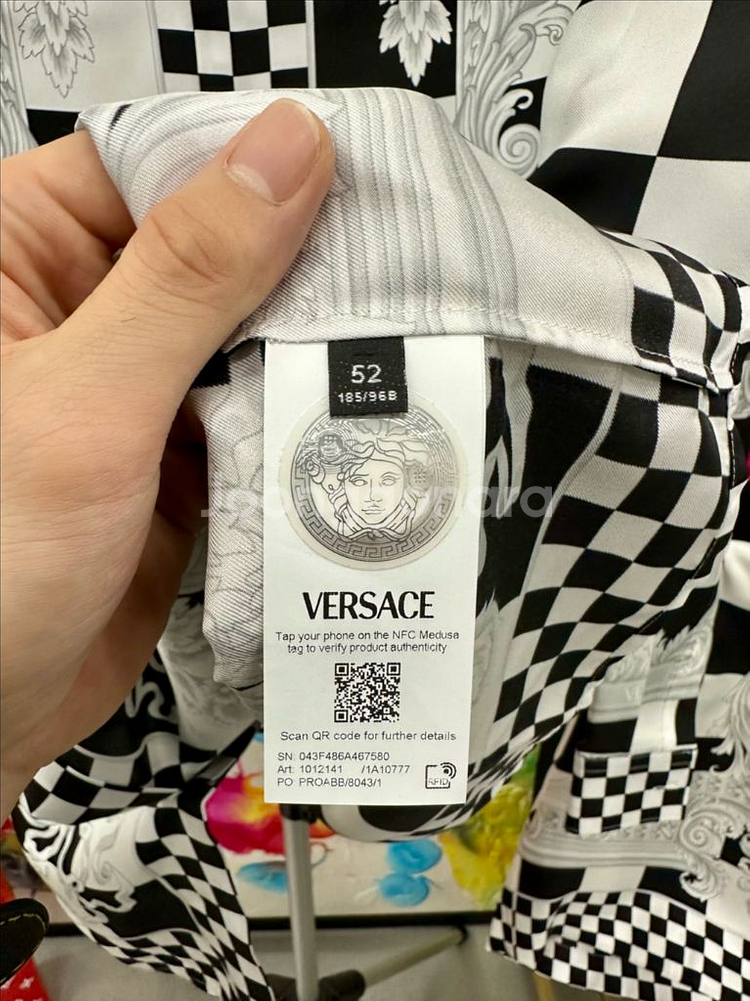 52
185/96B
VERSACE
Tap your phone on the NFC Medusa
tag to verify product authenticity
Scan QR code for further details
SN: 043F486A467580
Art: 1012141 /1A10777
PO: PROABB/8043/1
RFID